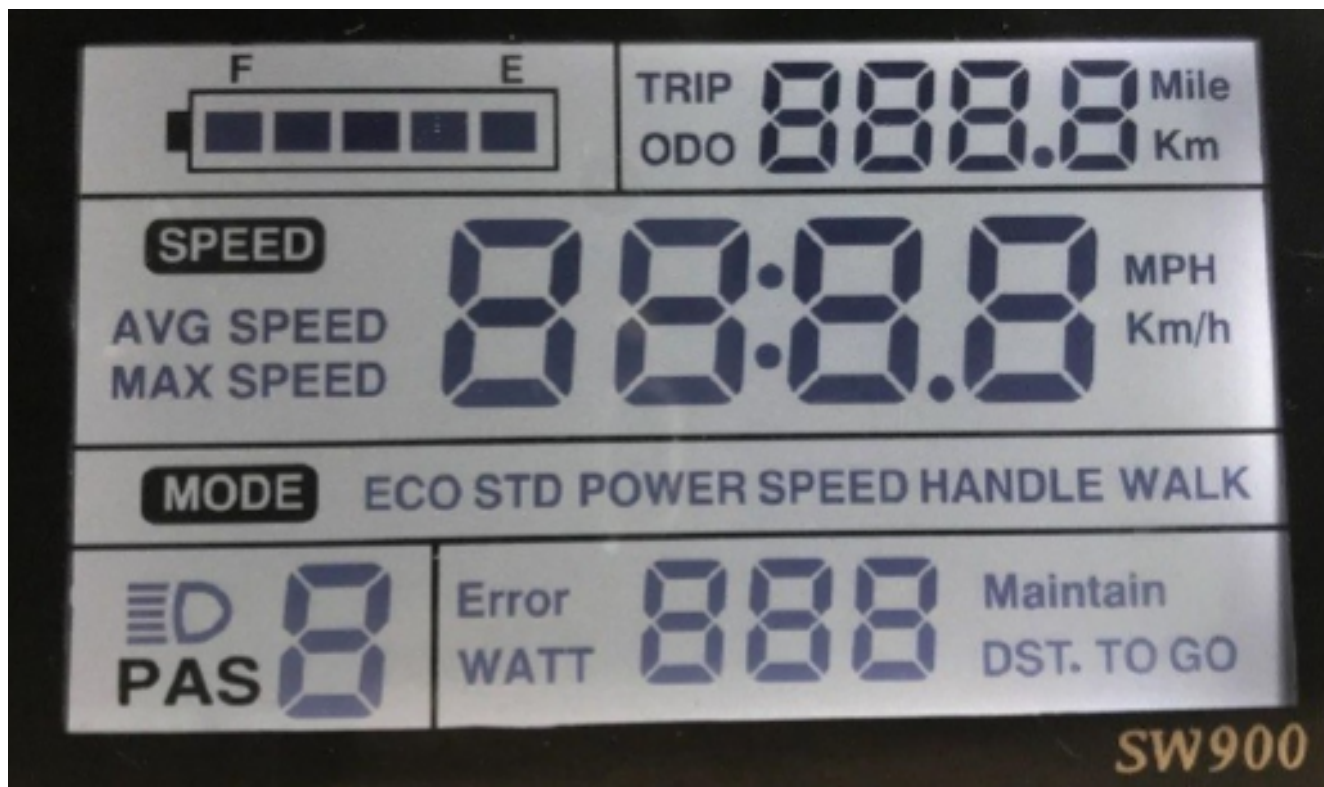 F E
TRIP 888.8 Mile
ODO Km
SPEED 88:8.8 MPH
AVG SPEED Km/h
MAX SPEED
MODE ECO STD POWER SPEED HANDLE WALK
PAS 8
Error 888 Maintain
WATT DST. TO GO
SW900